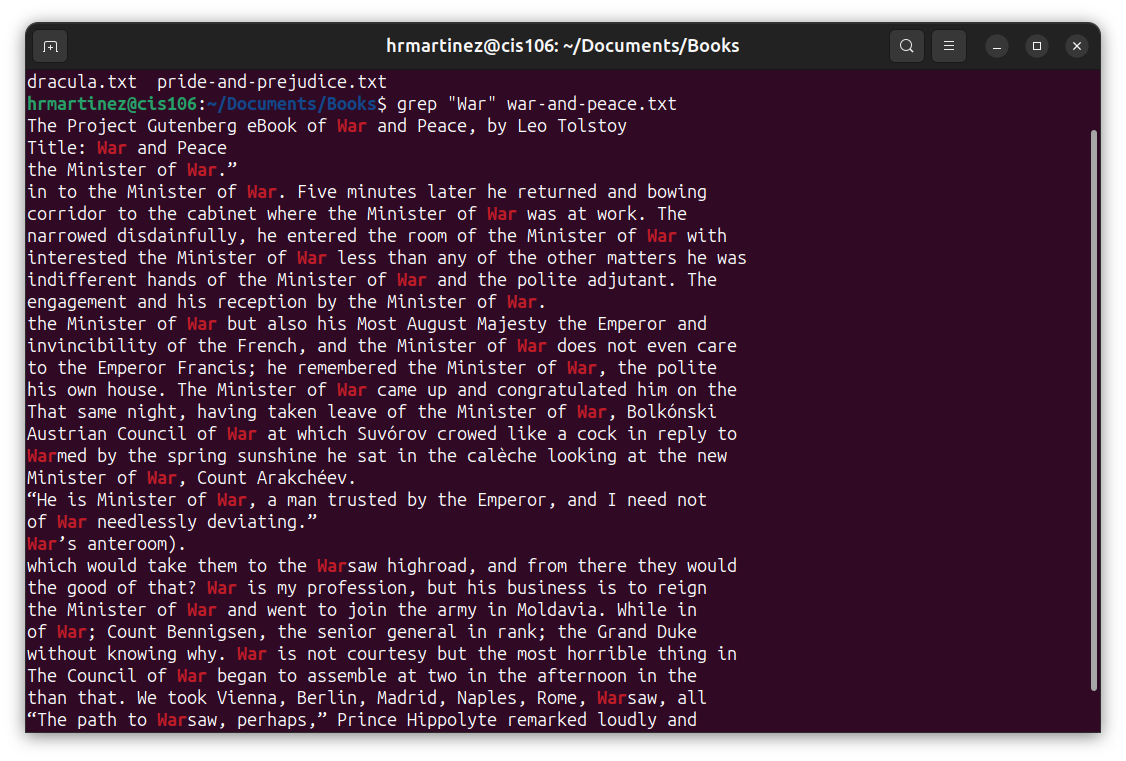 hrmartinez@cis106: ~/Documents/Books
dracula.txt  pride-and-prejudice.txt
hrmartinez@cis106:~/Documents/Books$ grep "War" war-and-peace.txt
The Project Gutenberg eBook of War and Peace, by Leo Tolstoy
Title: War and Peace
the Minister of War.”
in to the Minister of War. Five minutes later he returned and bowing
corridor to the cabinet where the Minister of War was at work. The
narrowed disdainfully, he entered the room of the Minister of War with
interested the Minister of War less than any of the other matters he was
indifferent hands of the Minister of War and the polite adjutant. The
engagement and his reception by the Minister of War.
the Minister of War but also his Most August Majesty the Emperor and
invincibility of the French, and the Minister of War does not even care
to the Emperor Francis; he remembered the Minister of War, the polite
his own house. The Minister of War came up and congratulated him on the
That same night, having taken leave of the Minister of War, Bolkónski
Austrian Council of War at which Suvórov crowed like a cock in reply to
Warmed by the spring sunshine he sat in the calèche looking at the new
Minister of War, Count Arakchéev.
“He is Minister of War, a man trusted by the Emperor, and I need not
of War needlessly deviating.”
War’s anteroom).
which would take them to the Warsaw highroad, and from there they would
the good of that? War is my profession, but his business is to reign
the Minister of War and went to join the army in Moldavia. While in
of War; Count Bennigsen, the senior general in rank; the Grand Duke
without knowing why. War is not courtesy but the most horrible thing in
The Council of War began to assemble at two in the afternoon in the
than that. We took Vienna, Berlin, Madrid, Naples, Rome, Warsaw, all
“The path to Warsaw, perhaps,” Prince Hippolyte remarked loudly and